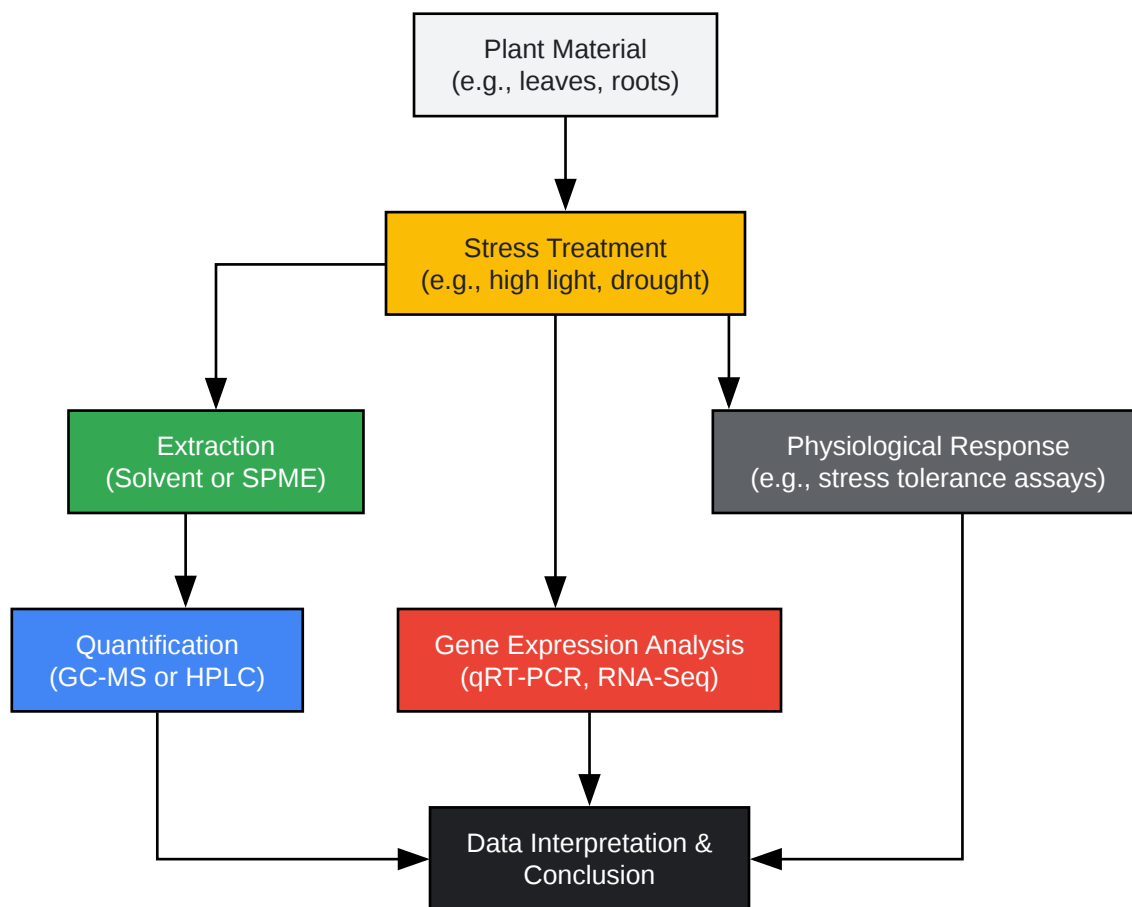 Plant Material
(e.g., leaves, roots)
Stress Treatment
(e.g., high light, drought)
Extraction
(Solvent or SPME)
Physiological Response
(e.g., stress tolerance assays)
Quantification
(GC-MS or HPLC)
Gene Expression Analysis
(qRT-PCR, RNA-Seq)
Data Interpretation &
Conclusion